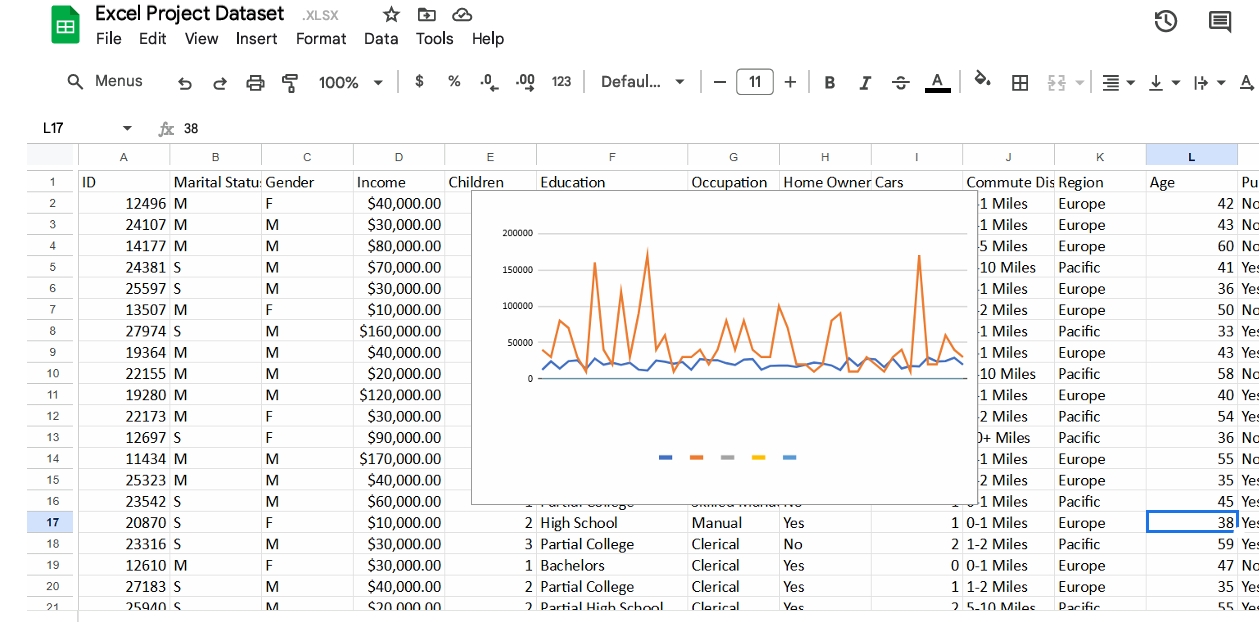 Excel Project Dataset .XLSX
File Edit View Insert Format Data Tools Help
Menus 100% $ % .0 .00 123 Defaul... − 11 + B I S A A
L17 fx 38
A B C D E F G H I J K L
1 ID Marital Statu: Gender Income Children Education Occupation Home Owner Cars Commute Dis Region Age Pu
2 12496 M F $40,000.00 -1 Miles Europe 42 No
3 24107 M M $30,000.00 -1 Miles Europe 43 No
4 14177 M M $80,000.00 -5 Miles Europe 60 No
5 24381 S M $70,000.00 -10 Miles Pacific 41 Yes
6 25597 S M $30,000.00 -1 Miles Europe 36 Yes
7 13507 M F $10,000.00 -2 Miles Europe 50 No
8 27974 S M $160,000.00 -1 Miles Pacific 33 Yes
9 19364 M M $40,000.00 -1 Miles Europe 43 Yes
10 22155 M M $20,000.00 -10 Miles Pacific 58 No
11 19280 M M $120,000.00 -1 Miles Europe 40 Yes
12 22173 M F $30,000.00 -2 Miles Pacific 54 Yes
13 12697 S F $90,000.00 0+ Miles Pacific 36 No
14 11434 M M $170,000.00 -1 Miles Europe 55 No
15 25323 M M $40,000.00 -2 Miles Europe 35 Yes
16 23542 S M $60,000.00 1 Partial College Skilled Manual No 1 0-1 Miles Pacific 45 Yes
17 20870 S F $10,000.00 2 High School Manual Yes 1 0-1 Miles Europe 38 Yes
18 23316 S M $30,000.00 3 Partial College Clerical No 2 1-2 Miles Pacific 59 Yes
19 12610 M F $30,000.00 1 Bachelors Clerical Yes 0 0-1 Miles Europe 47 No
20 27183 S M $40,000.00 2 Partial College Clerical Yes 1 1-2 Miles Europe 35 Yes
21 25940 S M $20,000.00 2 Partial High School Clerical Yes 2 5-10 Miles Pacific 55 Yes
200000
150000
100000
50000
0